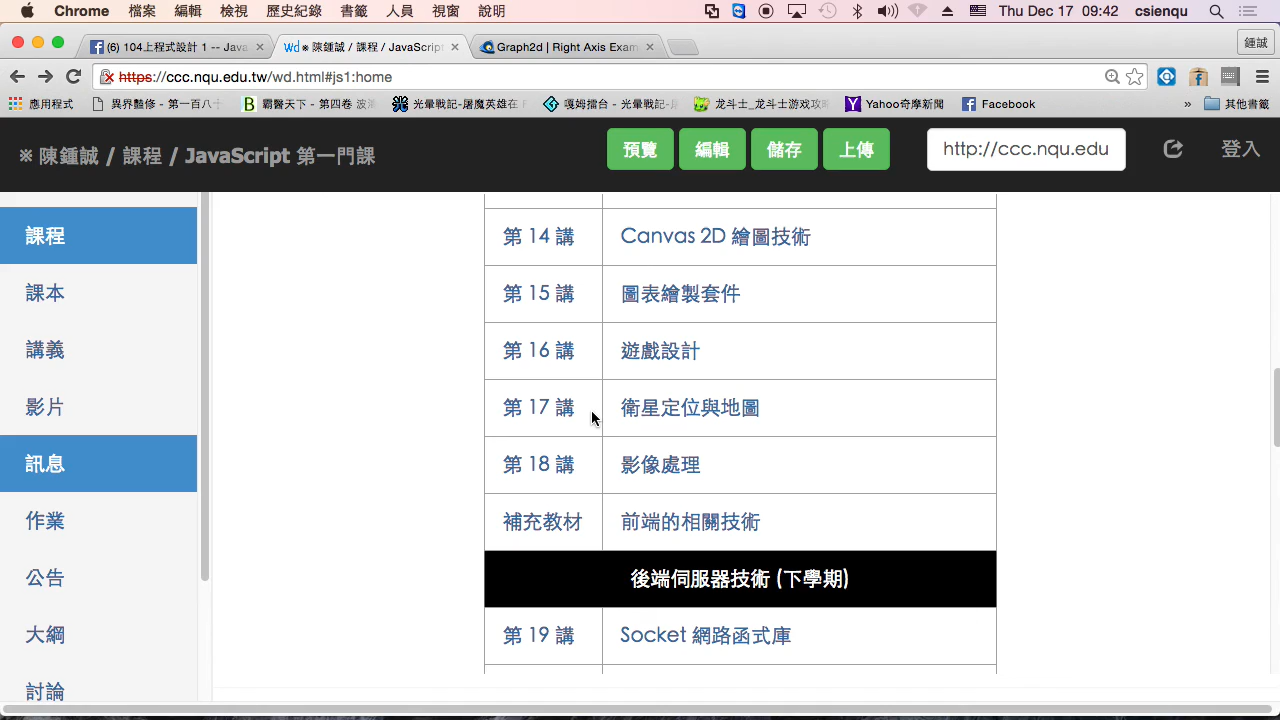 Chrome 檔案 編輯 檢視 歷史紀錄 書籤 人員 視窗 說明 Thu Dec 17 09:42 csienqu
(6) 104上程式設計 1 -- Java × Wd ※ 陳鍾誠 / 課程 / JavaScript × Graph2d | Right Axis Exam × 鍾誠
https://ccc.nqu.edu.tw/wd.html#js1:home
應用程式 異界醫修 - 第一百八十 霸醫天下 - 第四卷 光暈戰記-屠魔英雄在 嘎姆擂台 - 光暈戰記- 龙斗士_龙斗士游戏攻略 Yahoo奇摩新聞 Facebook » 其他書籤
※ 陳鍾誠 / 課程 / JavaScript 第一門課 預覽 編輯 儲存 上傳 http://ccc.nqu.edu 登入
課程
課本
講義
影片
訊息
作業
公告
大綱
討論
第 14 講 Canvas 2D 繪圖技術
第 15 講 圖表繪製套件
第 16 講 遊戲設計
第 17 講 衛星定位與地圖
第 18 講 影像處理
補充教材 前端的相關技術
後端伺服器技術 (下學期)
第 19 講 Socket 網路函式庫